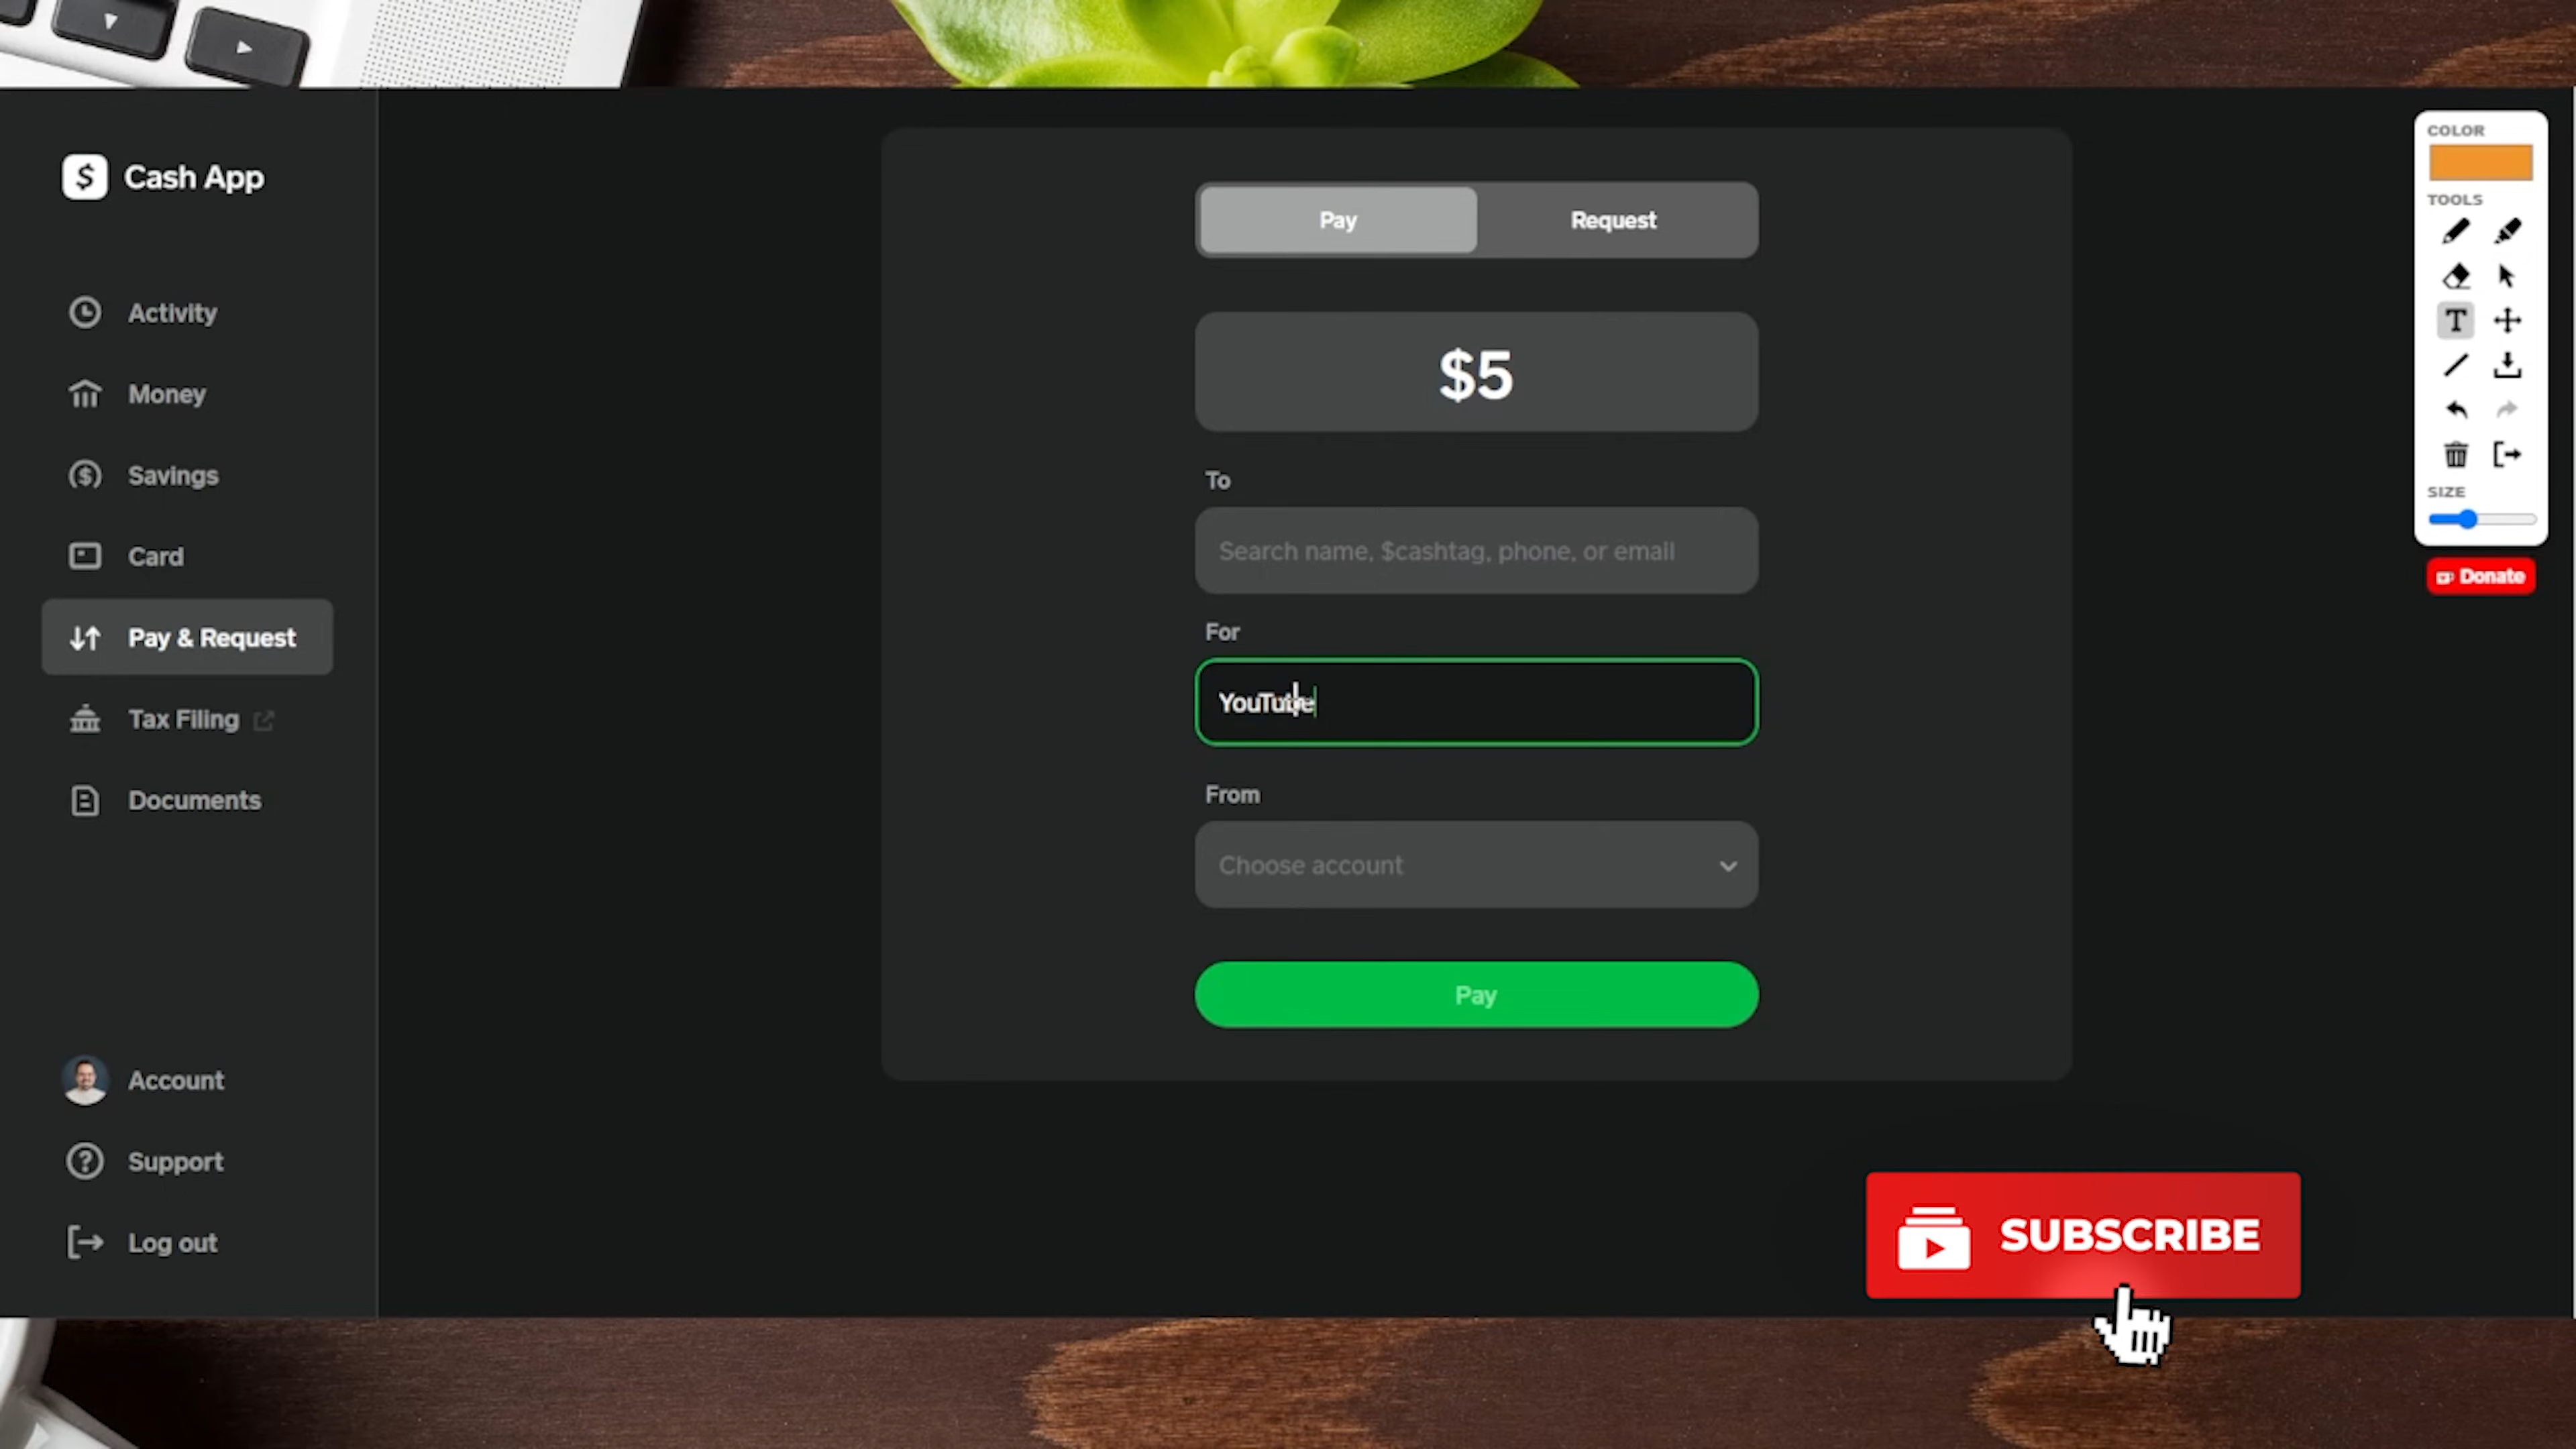 Cash App
Activity
Money
Savings
Card
Pay & Request
Tax Filing
Documents
Account
Support
Log out
Pay
Request
$5
To
Search name, $cashtag, phone, or email
For
YouTube
From
Choose account
Pay
COLOR
TOOLS
T
SIZE
Donate
SUBSCRIBE